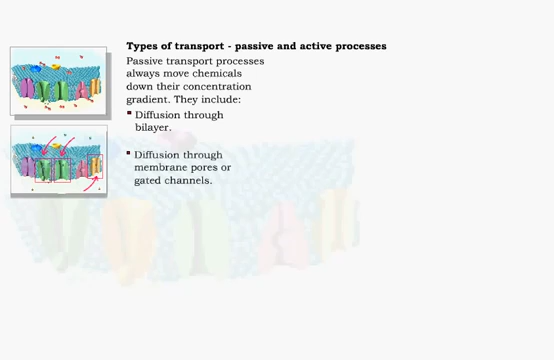 Types of transport - passive and active processes
Passive transport processes
always move chemicals
down their concentration
gradient. They include:
Diffusion through
bilayer.
Diffusion through
membrane pores or
gated channels.